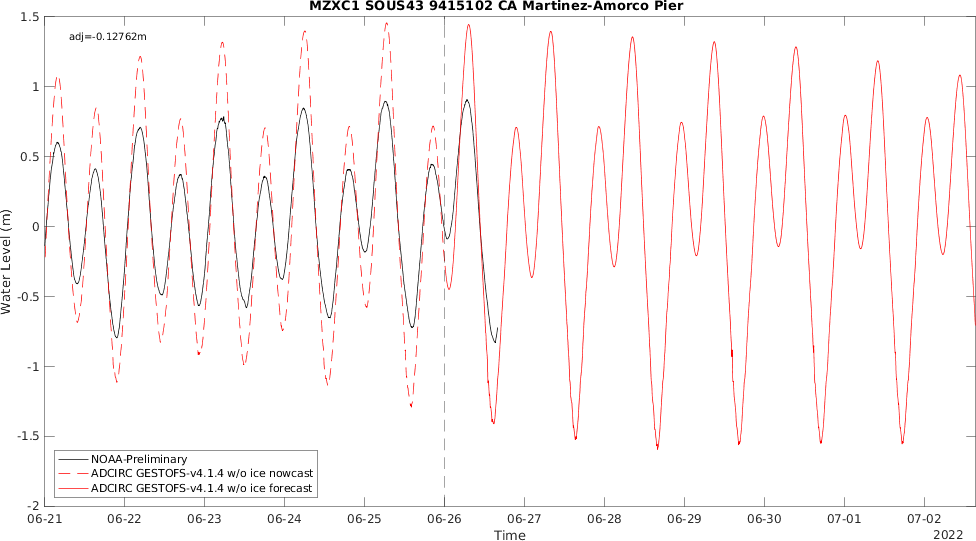 MZXC1 SOUS43 9415102 CA Martinez-Amorco Pier
adj=-0.12762m
1.5
1
0.5
0
-0.5
-1
-1.5
-2
Water Level (m)
NOAA-Preliminary
ADCIRC GESTOFS-v4.1.4 w/o ice nowcast
ADCIRC GESTOFS-v4.1.4 w/o ice forecast
06-21 06-22 06-23 06-24 06-25 06-26 06-27 06-28 06-29 06-30 07-01 07-02
Time
2022